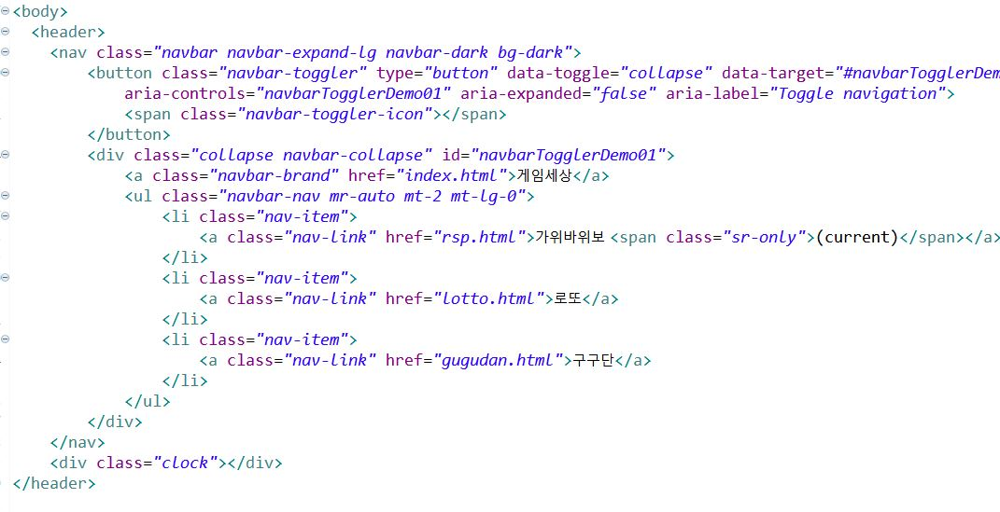 <body>
<header>
<nav class="navbar navbar-expand-lg navbar-dark bg-dark">
<button class="navbar-toggler" type="button" data-toggle="collapse" data-target="#navbarTogglerDem
aria-controls="navbarTogglerDemo01" aria-expanded="false" aria-label="Toggle navigation">
<span class="navbar-toggler-icon"></span>
</button>
<div class="collapse navbar-collapse" id="navbarTogglerDemo01">
<a class="navbar-brand" href="index.html">게임세상</a>
<ul class="navbar-nav mr-auto mt-2 mt-lg-0">
<li class="nav-item">
<a class="nav-link" href="rsp.html">가위바위보 <span class="sr-only">(current)</span></a>
</li>
<li class="nav-item">
<a class="nav-link" href="lotto.html">로또</a>
</li>
<li class="nav-item">
<a class="nav-link" href="gugudan.html">구구단</a>
</li>
</ul>
</div>
</nav>
<div class="clock"></div>
</header>